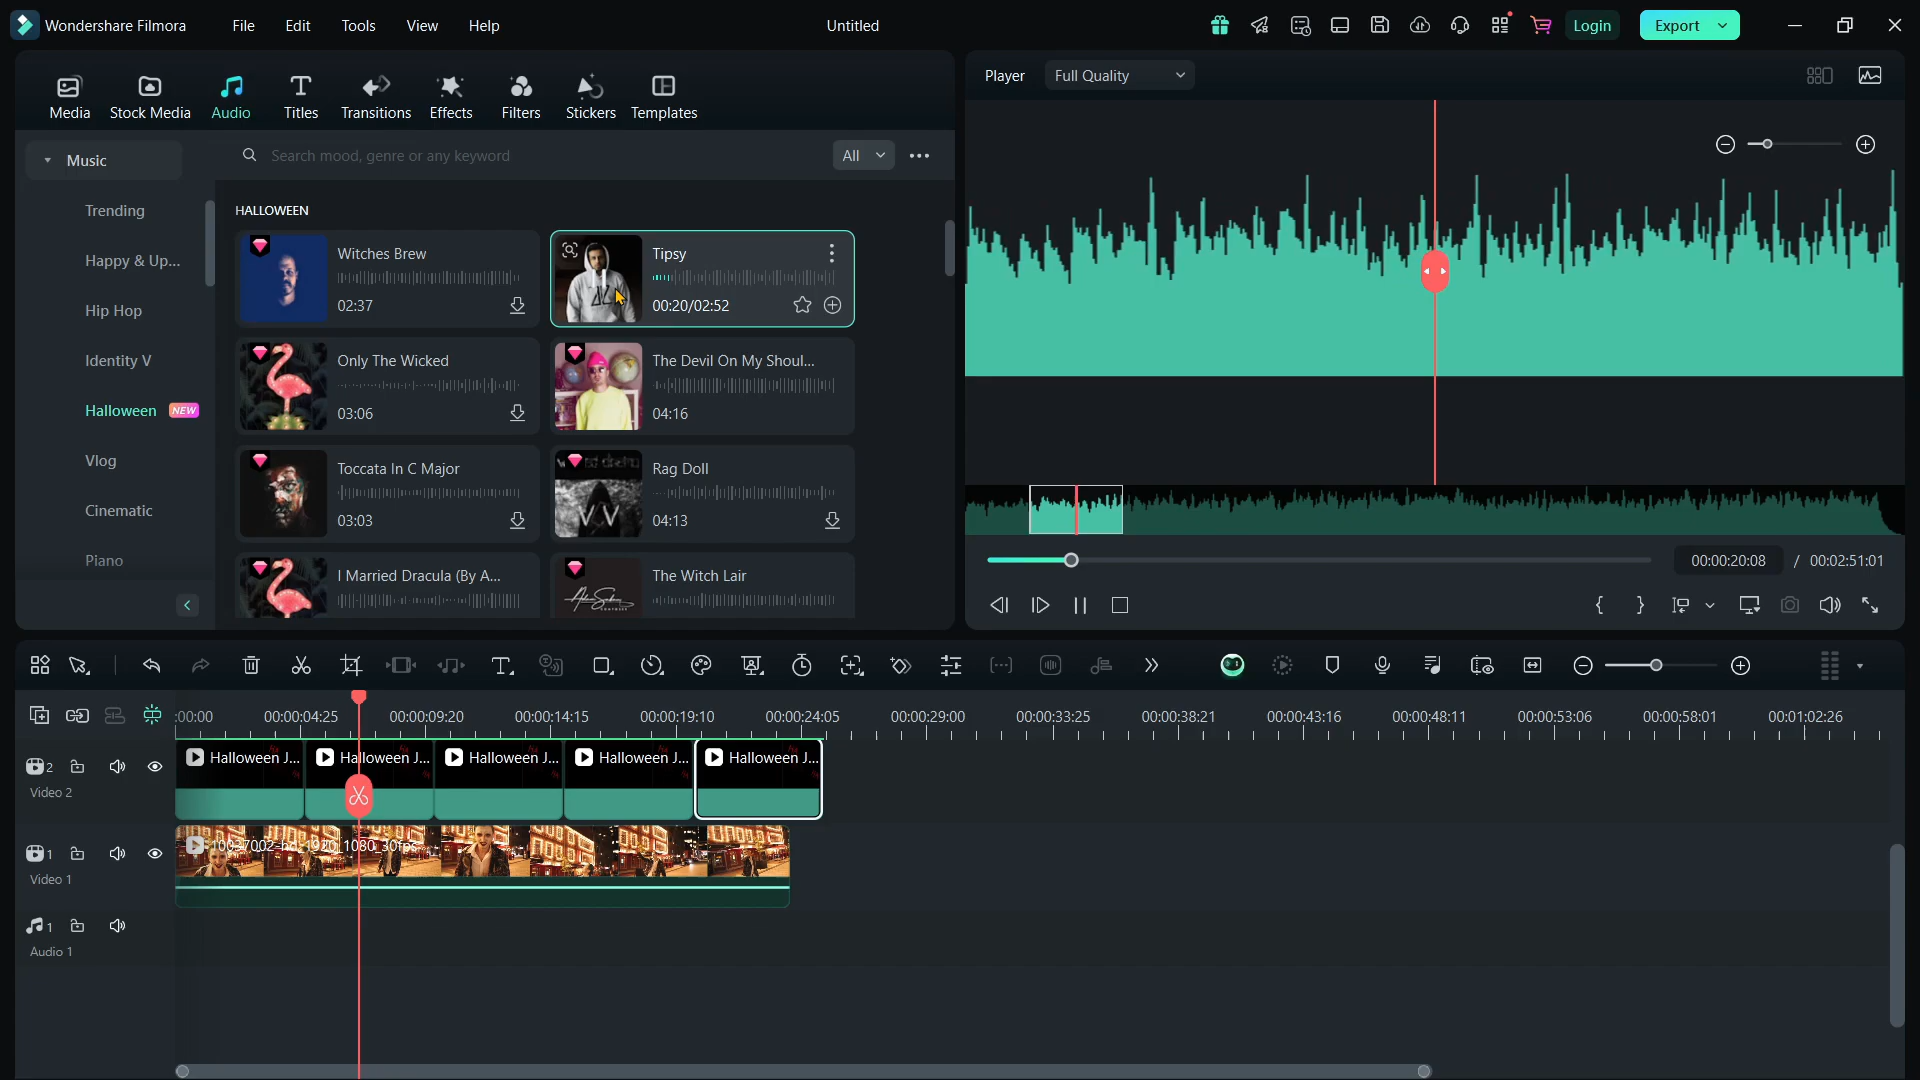 Wondershare Filmora
File
Edit
Tools
View
Help
Untitled
Login
Export
Media
Stock Media
Audio
Titles
Transitions
Effects
Filters
Stickers
Templates
Player
Full Quality
Music
Search mood, genre or any keyword
All
Trending
Happy & Up...
Hip Hop
Identity V
Halloween NEW
Vlog
Cinematic
Piano
HALLOWEEN
Witches Brew
02:37
Tipsy
00:20/02:52
Only The Wicked
03:06
The Devil On My Shoul...
04:16
Toccata In C Major
03:03
Rag Doll
04:13
I Married Dracula (By A...
The Witch Lair
00:00:20:08 / 00:02:51:01
:00:00
00:00:04:25
00:00:09:20
00:00:14:15
00:00:19:10
00:00:24:05
00:00:29:00
00:00:33:25
00:00:38:21
00:00:43:16
00:00:48:11
00:00:53:06
00:00:58:01
00:01:02:26
2
Video 2
Halloween J...
Halloween J...
Halloween J...
Halloween J...
Halloween J...
1
Video 1
10037002-hd_1920_1080_30fps
1
Audio 1